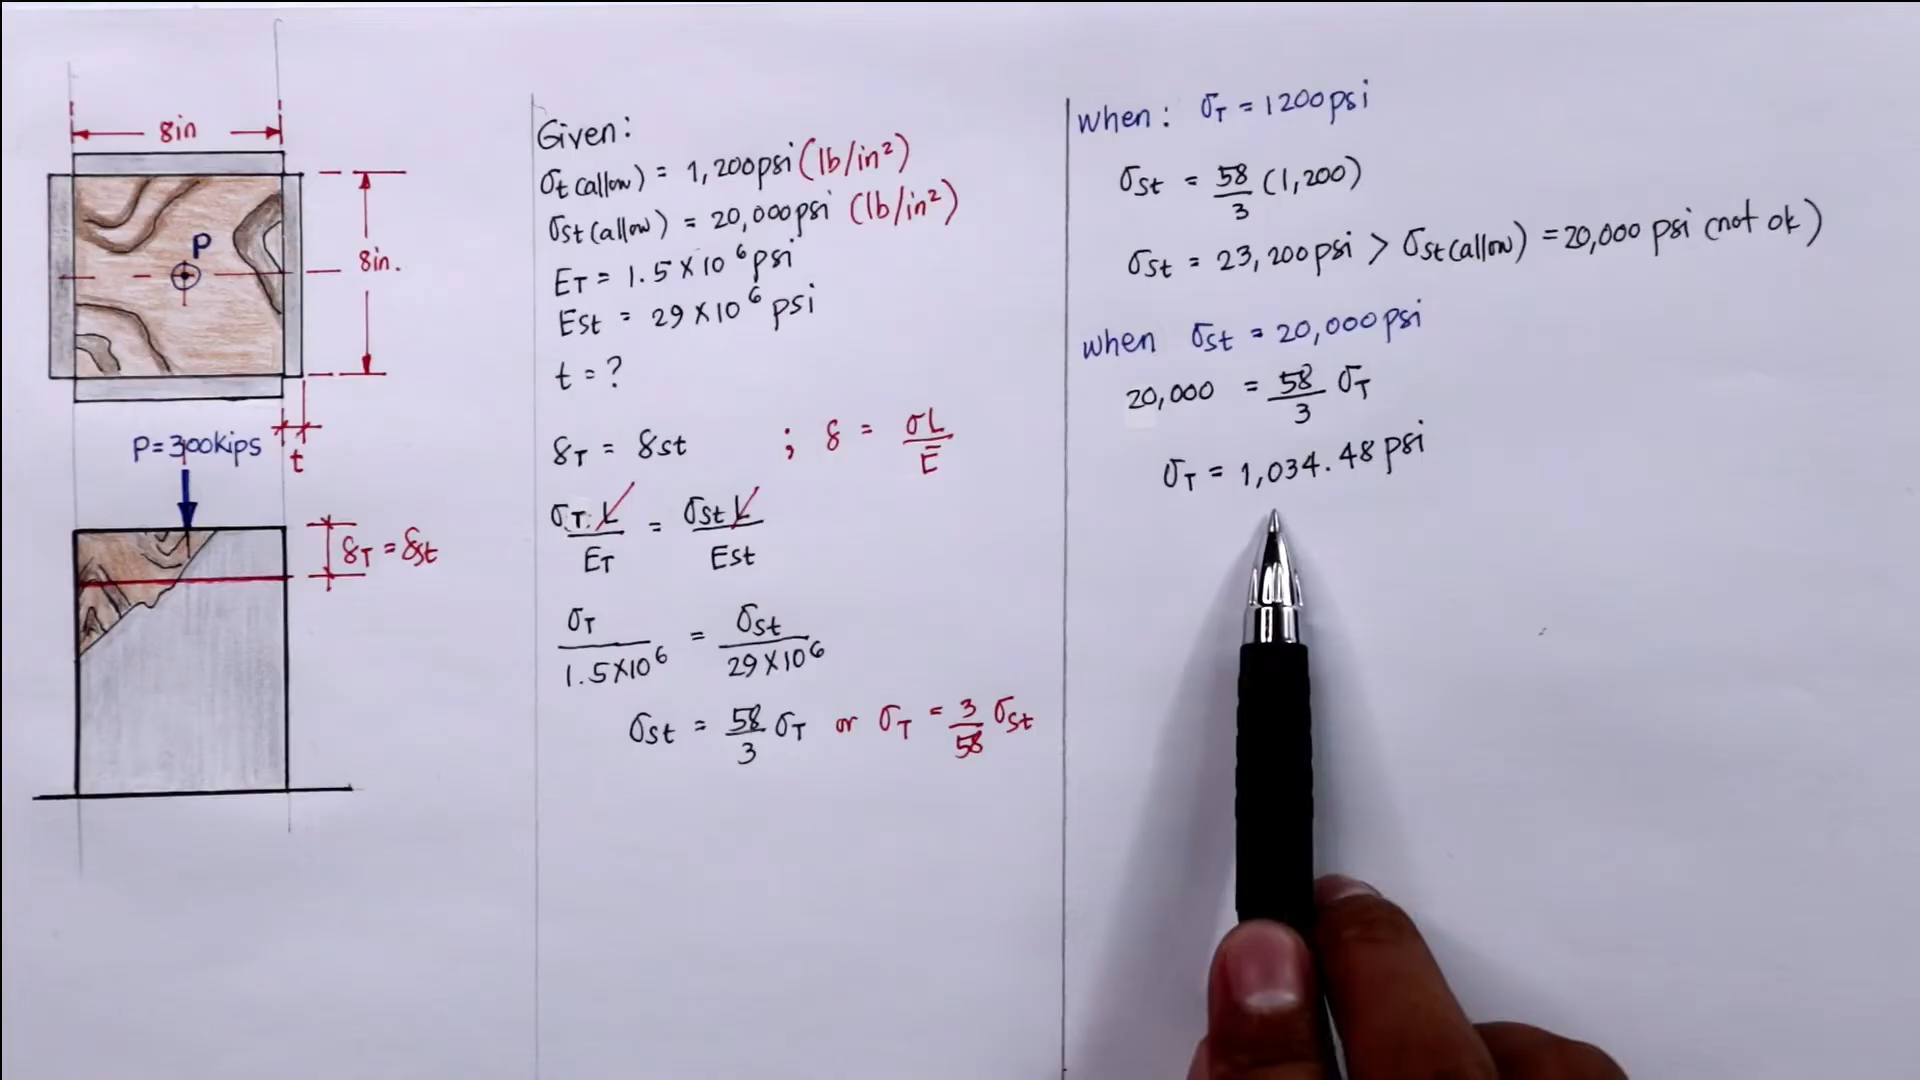 8in
P
8in.
P=300kips
t
δT = δst
Given:
σt(allow) = 1,200psi (lb/in²)
σst(allow) = 20,000psi (lb/in²)
ET = 1.5×10⁶ psi
Est = 29×10⁶ psi
t = ?
δT = δst ; δ = σL/E
σT L/ET = σst L/Est
σT/1.5×10⁶ = σst/29×10⁶
σst = 58/3 σT or σT = 3/58 σst
when: σT = 1200psi
σst = 58/3 (1,200)
σst = 23,200psi > σst(allow) = 20,000 psi (not ok)
when σst = 20,000psi
20,000 = 58/3 σT
σT = 1,034.48 psi